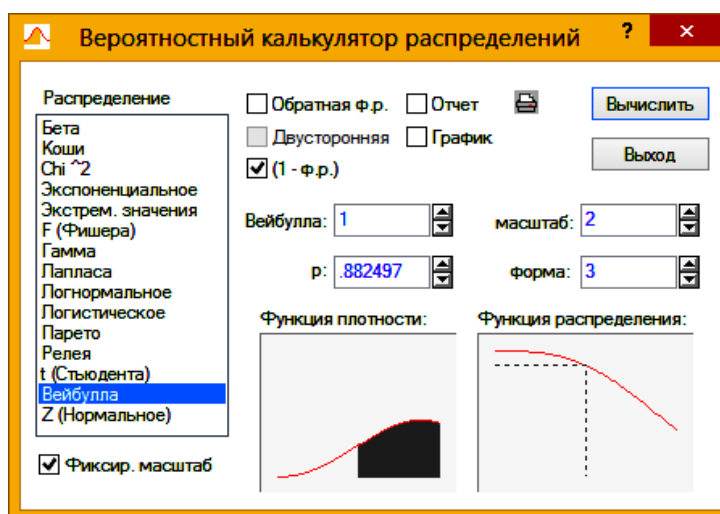 Вероятностный калькулятор распределений ? ×
Распределение
Бета
Коши
Chi ^2
Экспоненциальное
Экстрем. значения
F (Фишера)
Гамма
Лапласа
Логнормальное
Логистическое
Парето
Релея
t (Стьюдента)
Вейбулла
Z (Нормальное)
Фиксир. масштаб
Обратная ф.р. Отчет
Двусторонняя График
(1 - ф.р.)
Вычислить
Выход
Вейбулла: 1 масштаб: 2
p: .882497 форма: 3
Функция плотности: Функция распределения: